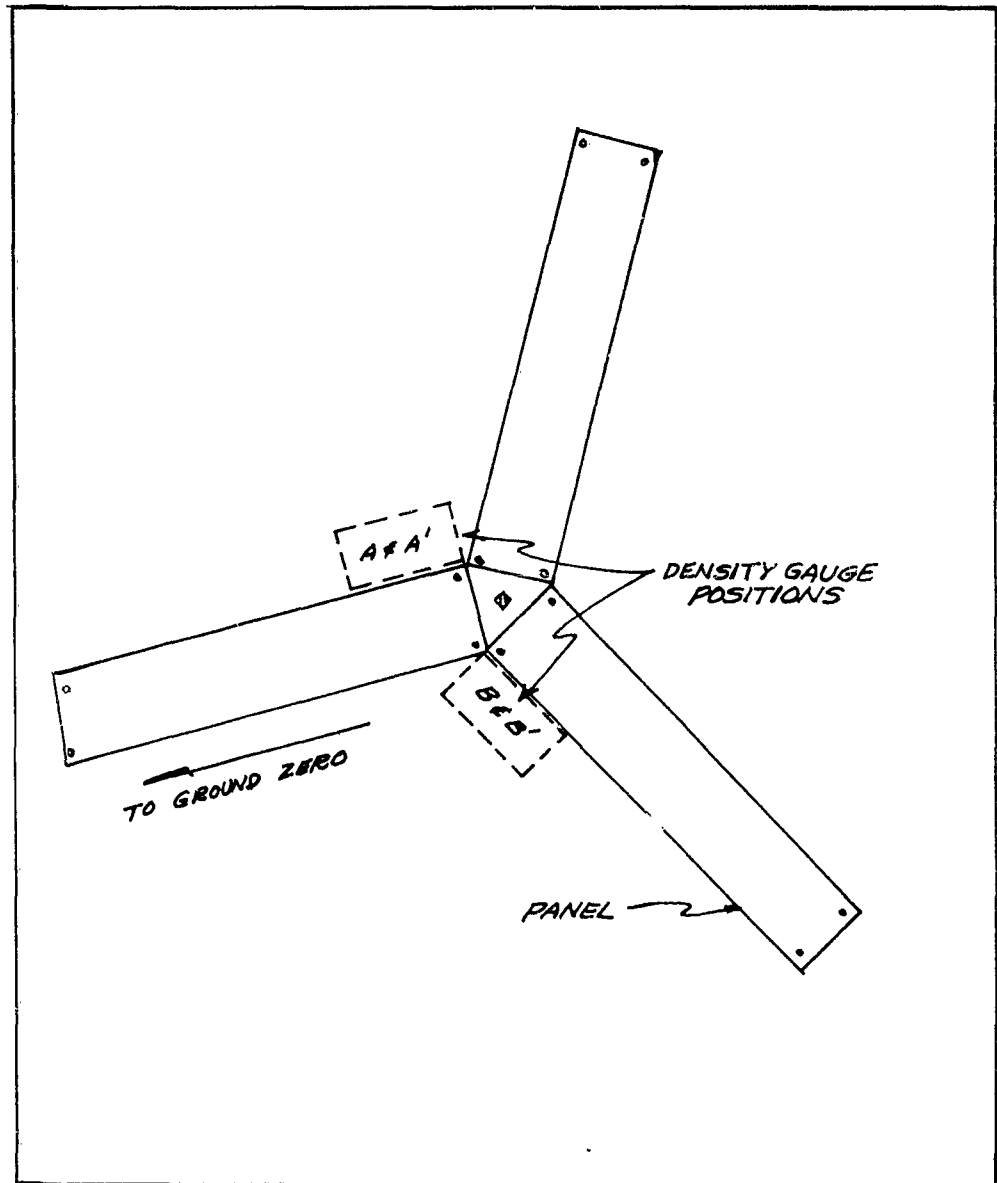 A & A'
DENSITY GAUGE
POSITIONS
B & B'
TO GROUND ZERO
PANEL